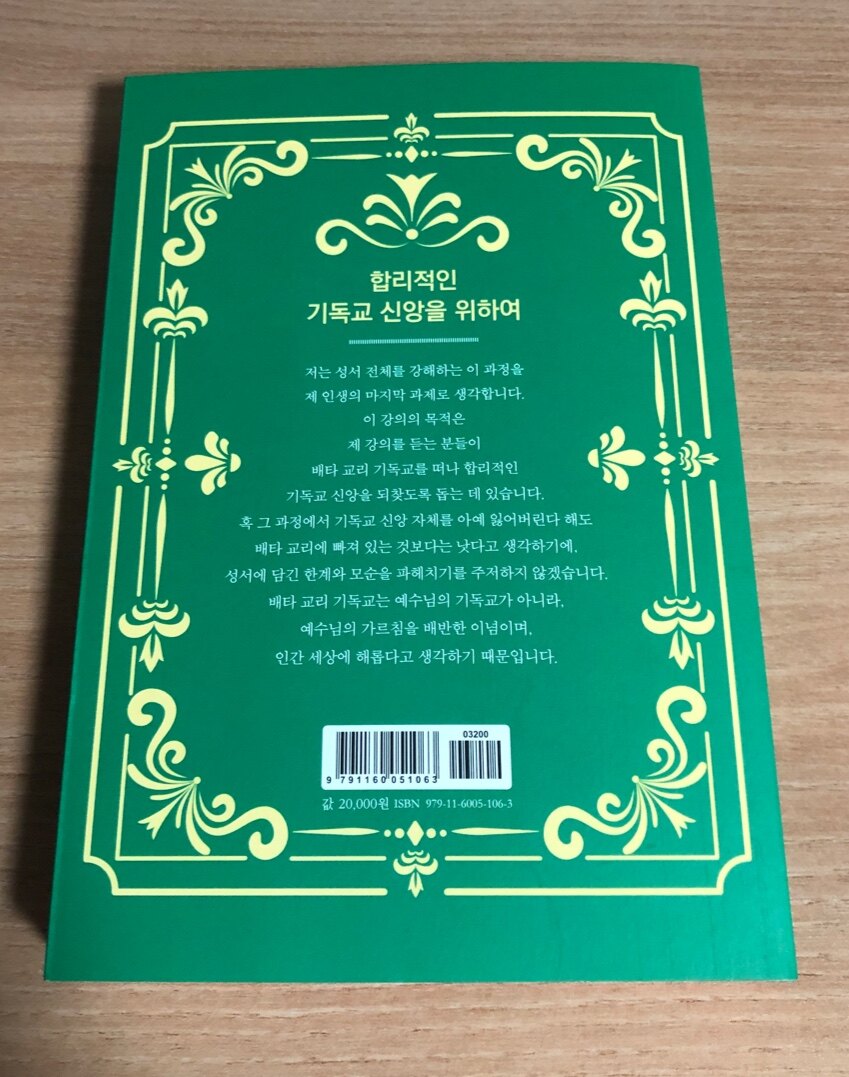 합리적인
기독교 신앙을 위하여
저는 성서 전체를 강해하는 이 과정을
제 인생의 마지막 과제로 생각합니다.
이 강의의 목적은
제 강의를 듣는 분들이
배타 교리 기독교를 떠나 합리적인
기독교 신앙을 되찾도록 돕는 데 있습니다.
혹 그 과정에서 기독교 신앙 자체를 아예 잃어버린다 해도
배타 교리에 빠져 있는 것보다는 낫다고 생각하기에,
성서에 담긴 한계와 모순을 파헤치기를 주저하지 않겠습니다.
배타 교리 기독교는 예수님의 기독교가 아니라,
예수님의 가르침을 배반한 이념이며,
인간 세상에 해롭다고 생각하기 때문입니다.
03200
9 791160 051063
값 20,000원 ISBN 979-11-6005-106-3